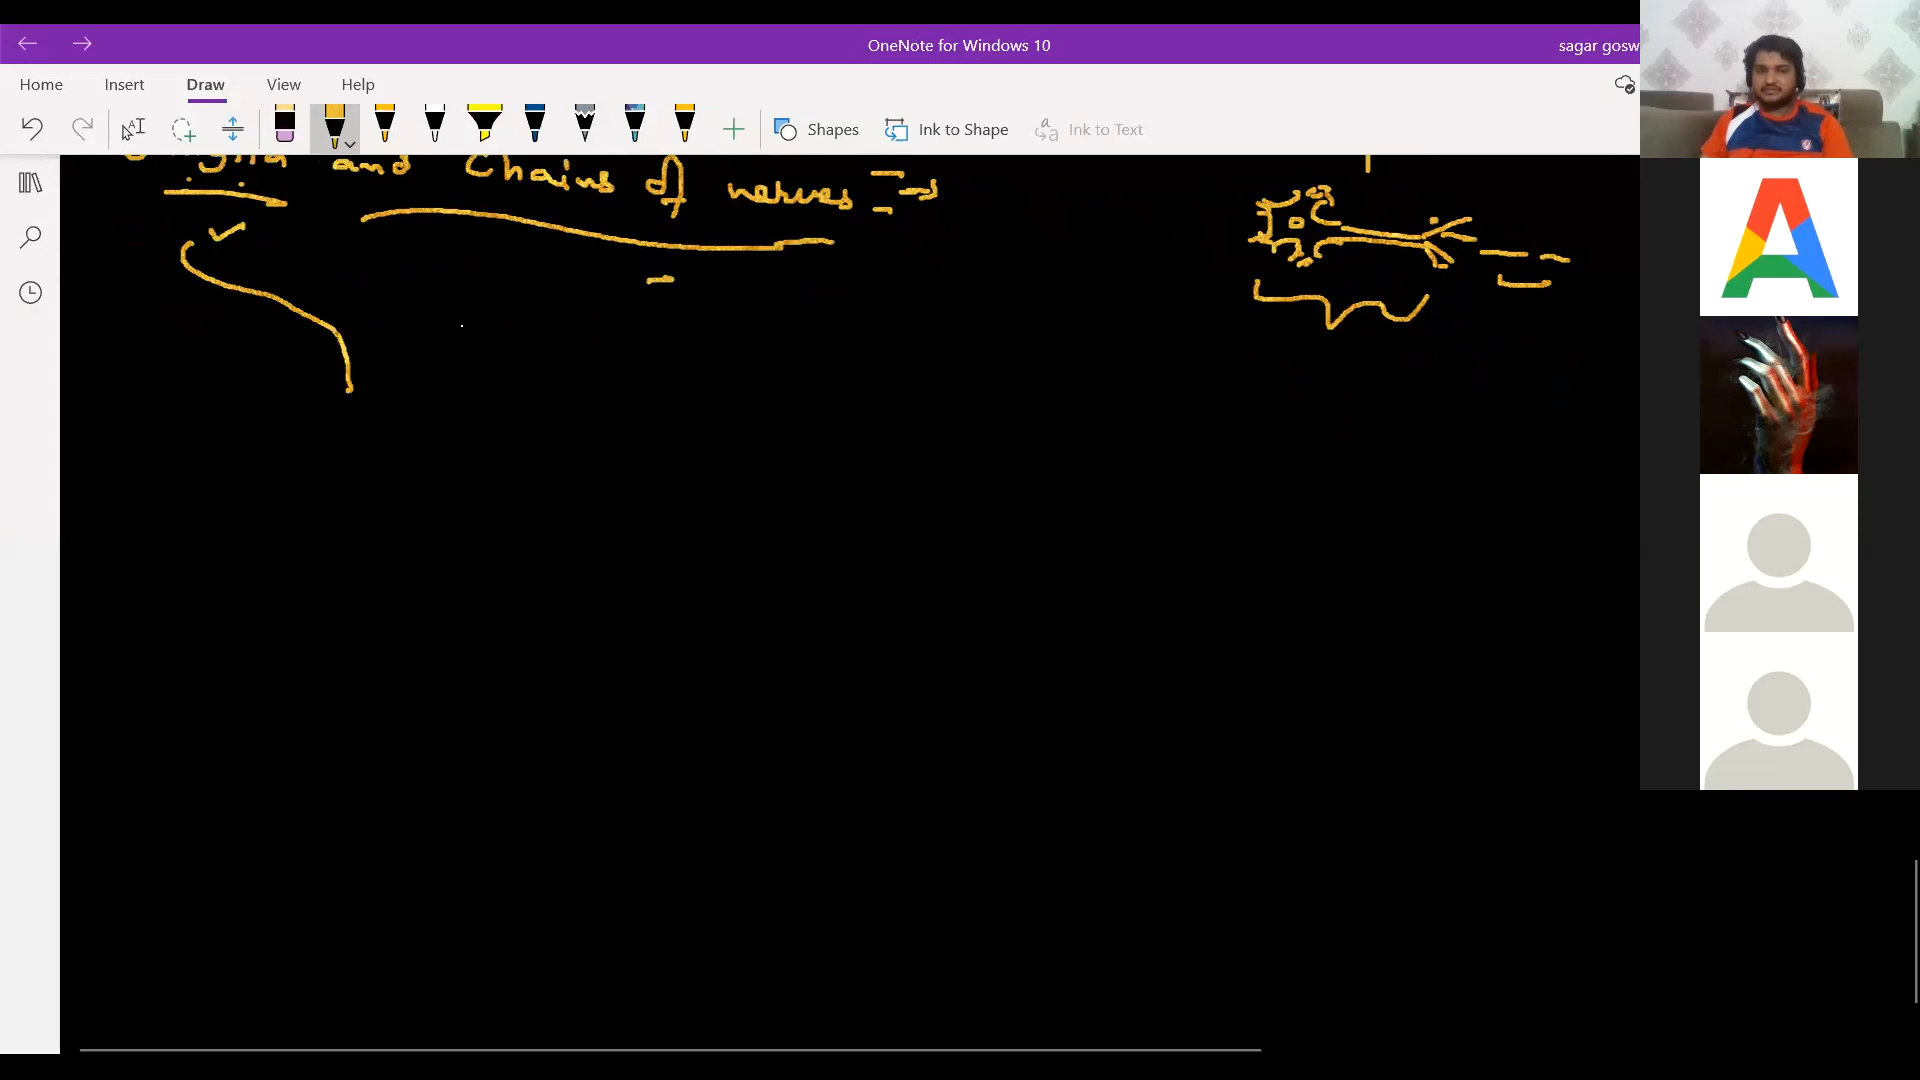 OneNote for Windows 10
sagar gosw
Home Insert Draw View Help
Shapes Ink to Shape Ink to Text
and Chains of nerves
A